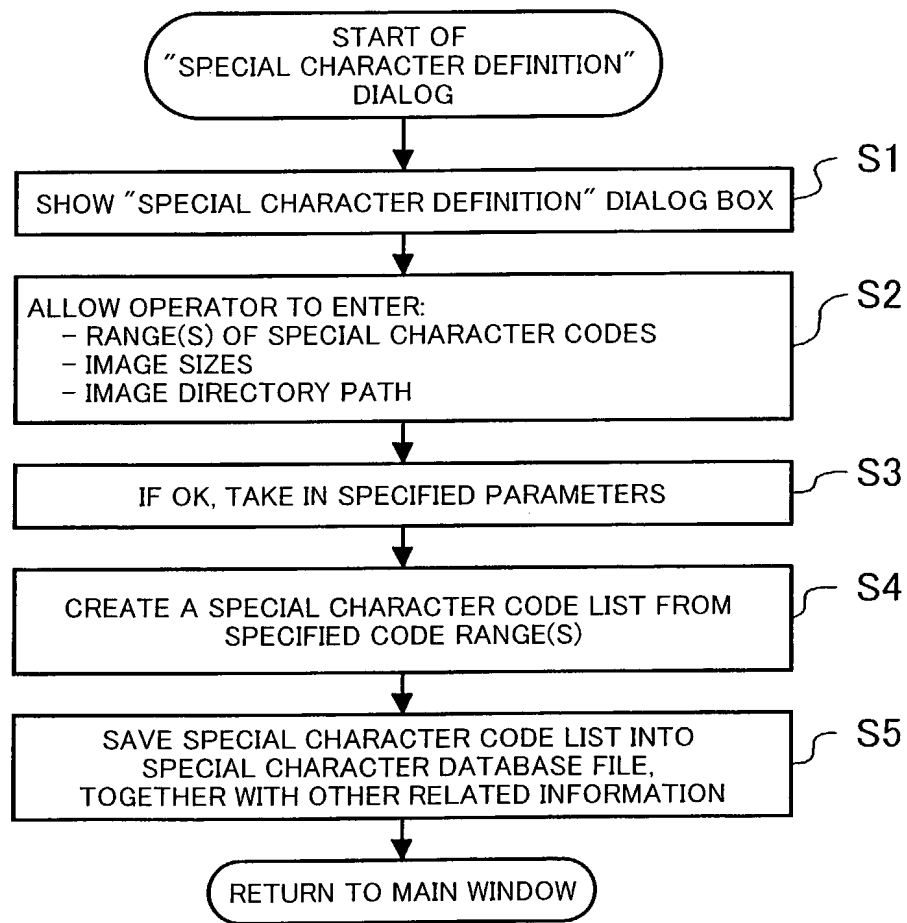 START OF
"SPECIAL CHARACTER DEFINITION"
DIALOG
S1
SHOW "SPECIAL CHARACTER DEFINITION" DIALOG BOX
S2
ALLOW OPERATOR TO ENTER:
– RANGE(S) OF SPECIAL CHARACTER CODES
– IMAGE SIZES
– IMAGE DIRECTORY PATH
S3
IF OK, TAKE IN SPECIFIED PARAMETERS
S4
CREATE A SPECIAL CHARACTER CODE LIST FROM
SPECIFIED CODE RANGE(S)
S5
SAVE SPECIAL CHARACTER CODE LIST INTO
SPECIAL CHARACTER DATABASE FILE,
TOGETHER WITH OTHER RELATED INFORMATION
RETURN TO MAIN WINDOW